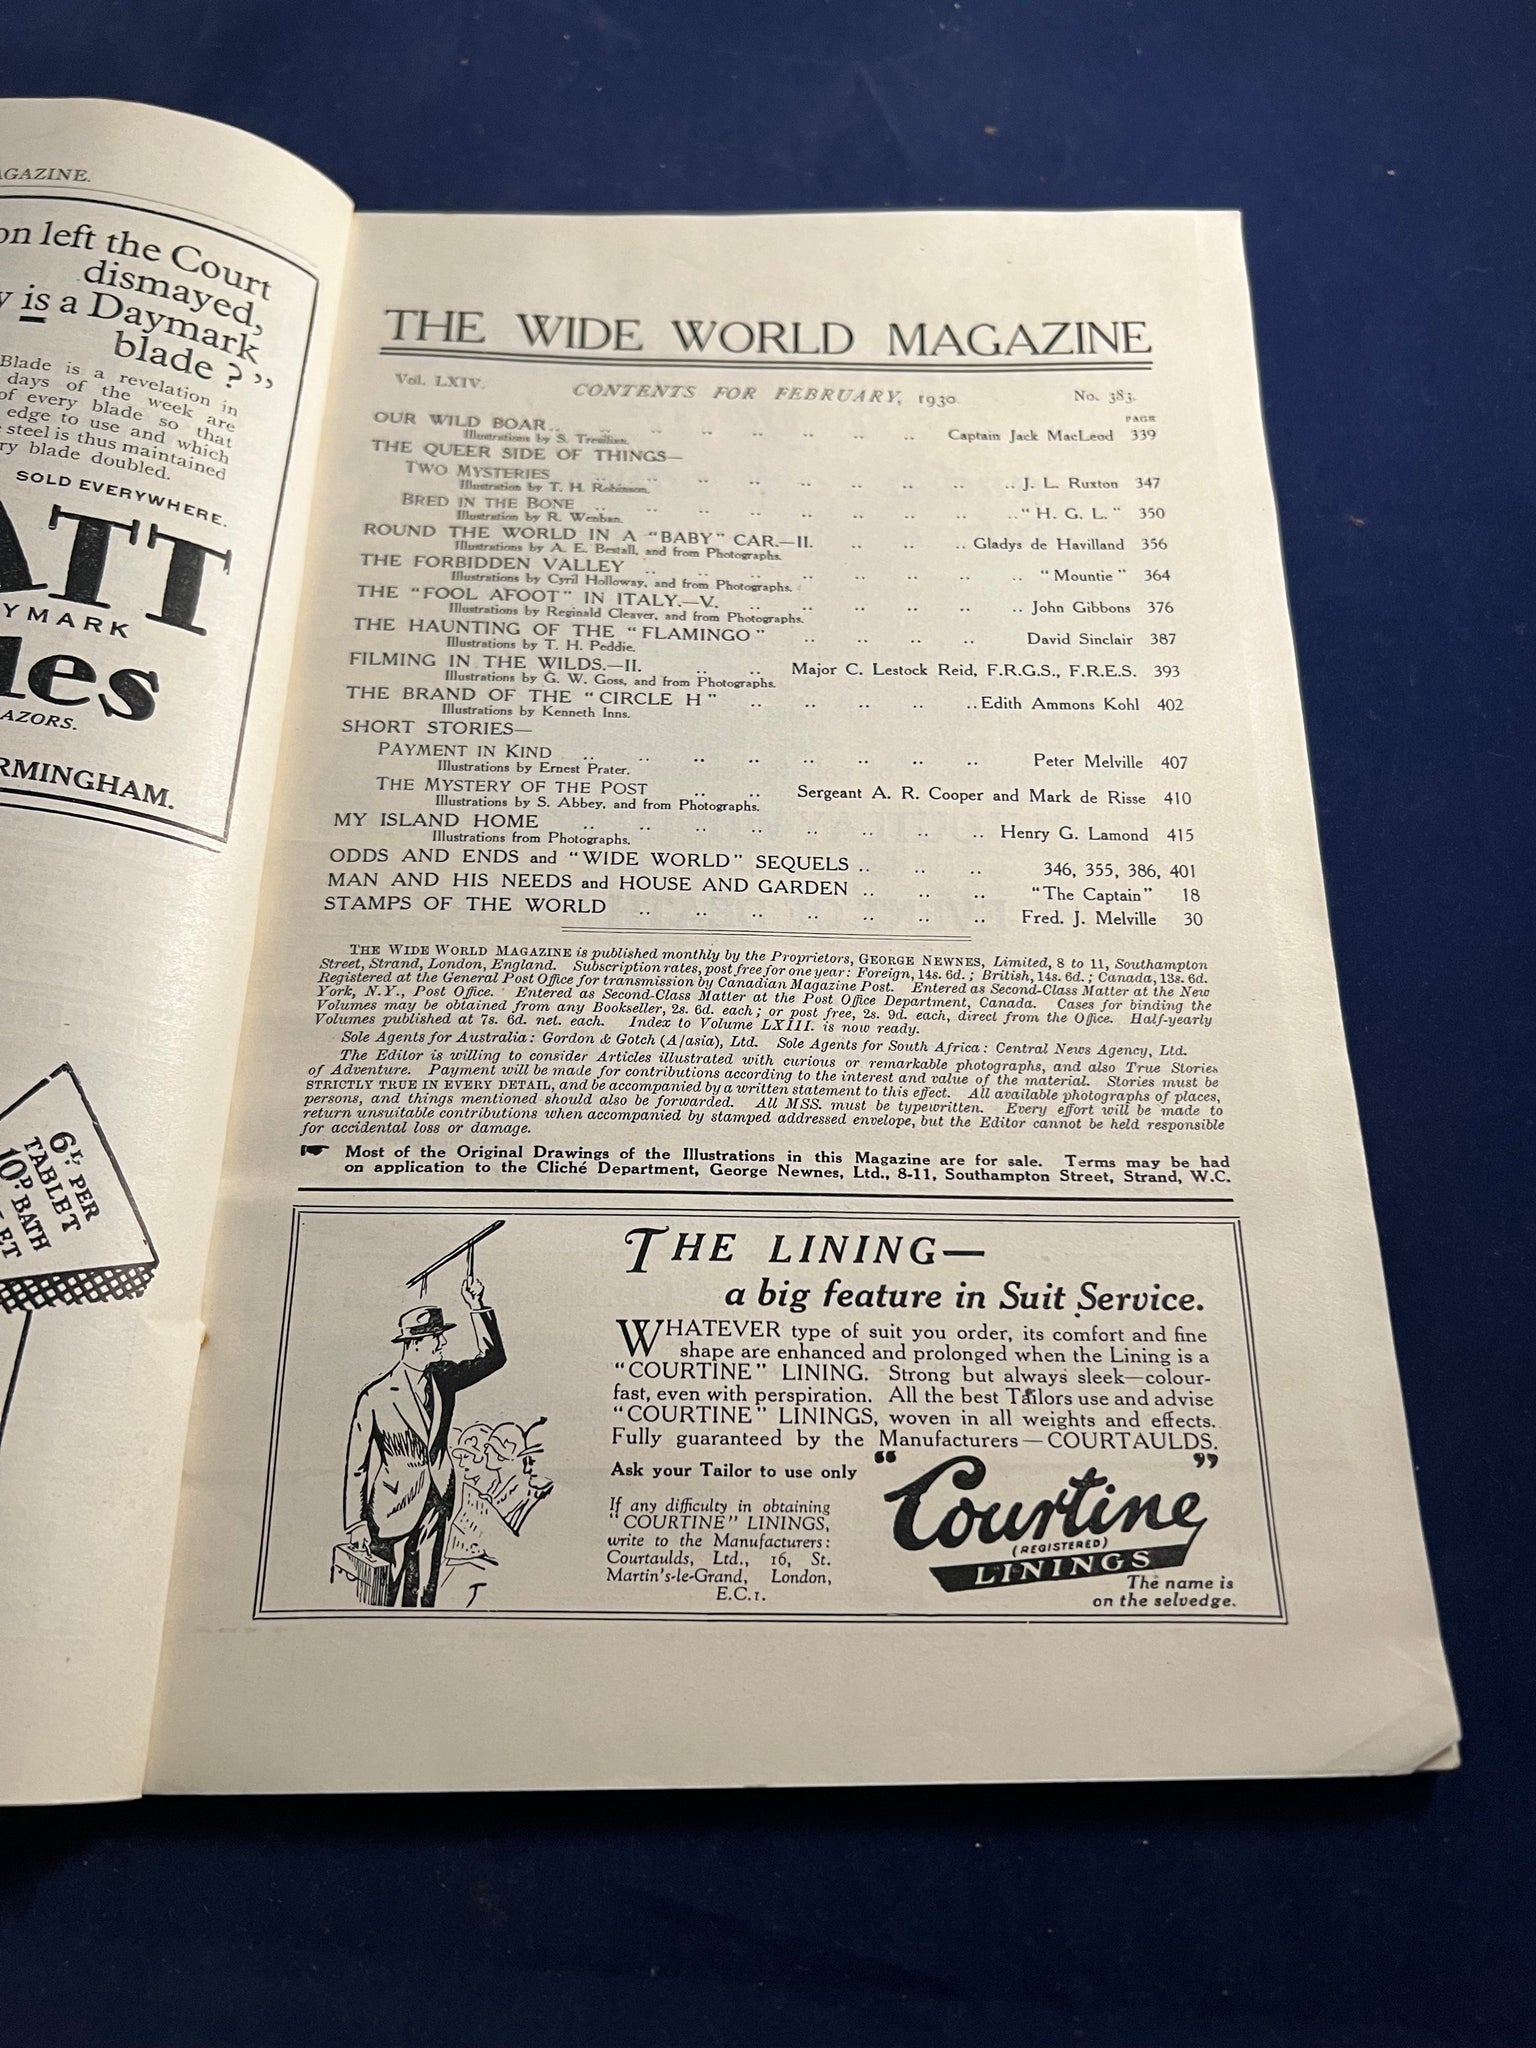 AGAZINE.
on left the Court
dismayed,
y is a Daymark
blade?"
Blade is a revelation in
days of the week are
of every blade so that
edge to use and which
steel is thus maintained
ry blade doubled.
SOLD EVERYWHERE.
ATT
YMARK
les
AZORS.
RMINGHAM.
6D. PER
TABLET
10D. BATH
LET
THE WIDE WORLD MAGAZINE
Vol. LXIV. CONTENTS FOR FEBRUARY, 1930. No. 383.
PAGE
OUR WILD BOAR.. .. .. .. .. .. .. .. Captain Jack MacLeod 339
Illustrations by S. Tresilian.
THE QUEER SIDE OF THINGS—
TWO MYSTERIES .. .. .. .. .. .. .. .. J. L. Ruxton 347
Illustration by T. H. Robinson.
BRED IN THE BONE .. .. .. .. .. .. .. .. "H. G. L." 350
Illustration by R. Wenban.
ROUND THE WORLD IN A "BABY" CAR.—II. .. .. .. Gladys de Havilland 356
Illustrations by A. E. Bestall, and from Photographs.
THE FORBIDDEN VALLEY .. .. .. .. .. .. .. .. "Mountie" 364
Illustrations by Cyril Holloway, and from Photographs.
THE "FOOL AFOOT" IN ITALY.—V. .. .. .. .. .. .. John Gibbons 376
Illustrations by Reginald Cleaver, and from Photographs.
THE HAUNTING OF THE "FLAMINGO" .. .. .. .. David Sinclair 387
Illustrations by T. H. Peddie.
FILMING IN THE WILDS.—II. .. .. Major C. Lestock Reid, F.R.G.S., F.R.E.S. 393
Illustrations by G. W. Goss, and from Photographs.
THE BRAND OF THE "CIRCLE H" .. .. .. .. .. Edith Ammons Kohl 402
Illustrations by Kenneth Inns.
SHORT STORIES—
PAYMENT IN KIND .. .. .. .. .. .. .. .. Peter Melville 407
Illustrations by Ernest Prater.
THE MYSTERY OF THE POST .. .. Sergeant A. R. Cooper and Mark de Risse 410
Illustrations by S. Abbey, and from Photographs.
MY ISLAND HOME .. .. .. .. .. .. .. .. Henry G. Lamond 415
Illustrations from Photographs.
ODDS AND ENDS and "WIDE WORLD" SEQUELS .. .. .. 346, 355, 386, 401
MAN AND HIS NEEDS and HOUSE AND GARDEN .. .. .. "The Captain" 18
STAMPS OF THE WORLD .. .. .. .. .. .. .. Fred. J. Melville 30
THE WIDE WORLD MAGAZINE is published monthly by the Proprietors, GEORGE NEWNES, Limited, 8 to 11, Southampton
Street, Strand, London, England. Subscription rates, post free for one year: Foreign, 14s. 6d.; British, 14s. 6d.; Canada, 13s. 6d.
Registered at the General Post Office for transmission by Canadian Magazine Post. Entered as Second-Class Matter at the New
York, N.Y., Post Office. Entered as Second-Class Matter at the Post Office Department, Canada. Cases for binding the
Volumes may be obtained from any Bookseller, 2s. 6d. each; or post free, 2s. 9d. each, direct from the Office. Half-yearly
Volumes published at 7s. 6d. net. each. Index to Volume LXIII. is now ready.
Sole Agents for Australia: Gordon & Gotch (A/asia), Ltd. Sole Agents for South Africa: Central News Agency, Ltd.
The Editor is willing to consider Articles illustrated with curious or remarkable photographs, and also True Stories
of Adventure. Payment will be made for contributions according to the interest and value of the material. Stories must be
STRICTLY TRUE IN EVERY DETAIL, and be accompanied by a written statement to this effect. All available photographs of places,
persons, and things mentioned should also be forwarded. All MSS. must be typewritten. Every effort will be made to
return unsuitable contributions when accompanied by stamped addressed envelope, but the Editor cannot be held responsible
for accidental loss or damage.
☛ Most of the Original Drawings of the Illustrations in this Magazine are for sale. Terms may be had
on application to the Cliché Department, George Newnes, Ltd., 8-11, Southampton Street, Strand, W.C.
THE LINING—
a big feature in Suit Service.
WHATEVER type of suit you order, its comfort and fine
shape are enhanced and prolonged when the Lining is a
"COURTINE" LINING. Strong but always sleek—colour-
fast, even with perspiration. All the best Tailors use and advise
"COURTINE" LININGS, woven in all weights and effects.
Fully guaranteed by the Manufacturers—COURTAULDS.
Ask your Tailor to use only
If any difficulty in obtaining
"COURTINE" LININGS,
write to the Manufacturers:
Courtaulds, Ltd., 16, St.
Martin's-le-Grand, London,
E.C.1.
"Courtine"
(REGISTERED)
LININGS
The name is
on the selvedge.
T